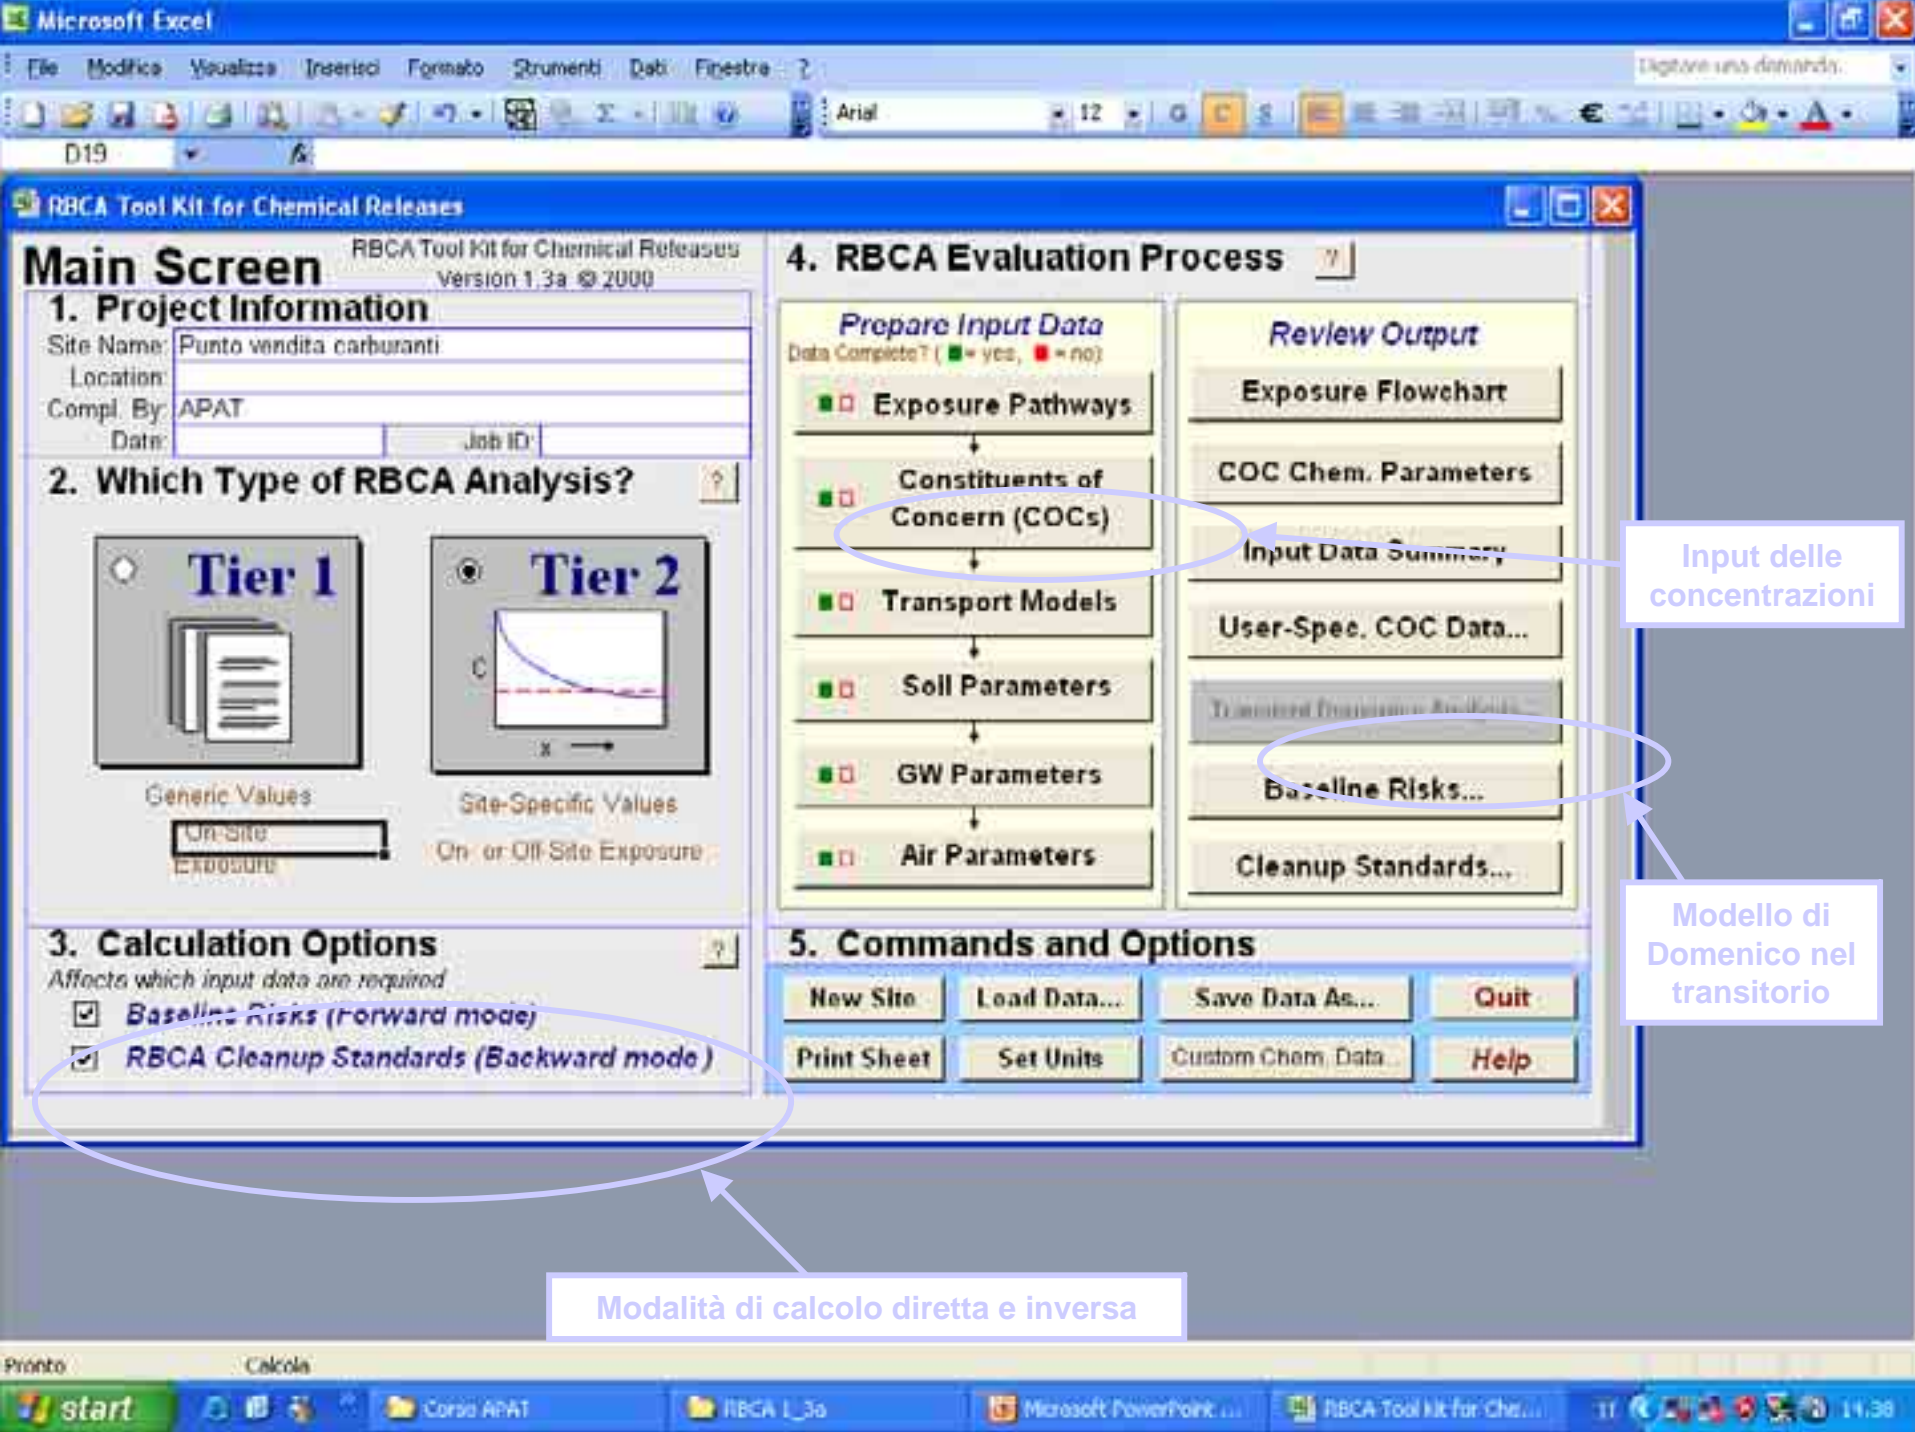 Microsoft Excel
File Modifica Visualizza Inserisci Formato Strumenti Dati Finestra ?
Digitare una domanda.
Arial 12 G C S €
D19 fx
RBCA Tool Kit for Chemical Releases
Main Screen
RBCA Tool Kit for Chemical Releases
Version 1.3a © 2000
1. Project Information
Site Name: Punto vendita carburanti
Location:
Compl. By: APAT
Date: Job ID:
2. Which Type of RBCA Analysis? ?
Tier 1
Generic Values
On-Site
Exposure
Tier 2
C
x
Site-Specific Values
On- or Off-Site Exposure
3. Calculation Options ?
Affects which input data are required
Baseline Risks (Forward mode)
RBCA Cleanup Standards (Backward mode)
4. RBCA Evaluation Process ?
Prepare Input Data
Data Complete? ( = yes, = no)
Exposure Pathways
Constituents of
Concern (COCs)
Transport Models
Soil Parameters
GW Parameters
Air Parameters
Review Output
Exposure Flowchart
COC Chem. Parameters
Input Data Summary
User-Spec. COC Data...
Baseline Risks...
Cleanup Standards...
5. Commands and Options
New Site Load Data... Save Data As... Quit
Print Sheet Set Units Custom Chem. Data... Help
Input delle
concentrazioni
Modello di
Domenico nel
transitorio
Modalità di calcolo diretta e inversa
Pronto Calcola
start Corso APAT RBCA 1_3a Microsoft PowerPoint ... RBCA Tool Kit for Che... IT 14.38